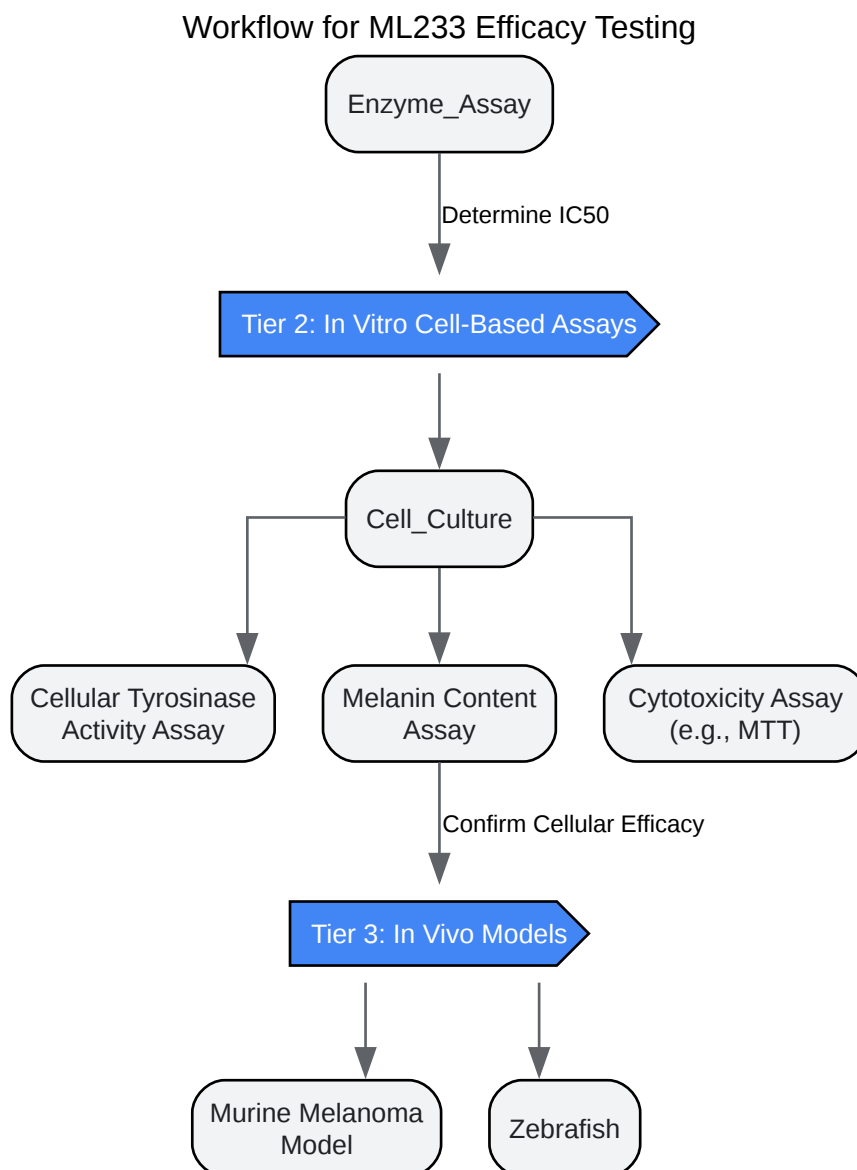 Workflow for ML233 Efficacy Testing
Enzyme_Assay
Determine IC50
Tier 2: In Vitro Cell-Based Assays
Cell_Culture
Cellular Tyrosinase
Activity Assay
Melanin Content
Assay
Cytotoxicity Assay
(e.g., MTT)
Confirm Cellular Efficacy
Tier 3: In Vivo Models
Murine Melanoma
Model
Zebrafish